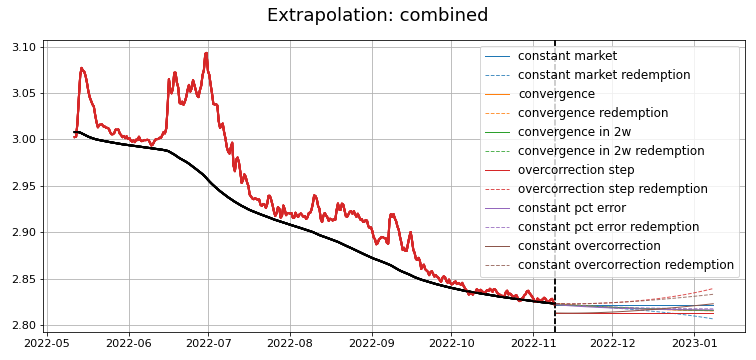 Extrapolation: combined
3.10
3.05
3.00
2.95
2.90
2.85
2.80
constant market
constant market redemption
convergence
convergence redemption
convergence in 2w
convergence in 2w redemption
overcorrection step
overcorrection step redemption
constant pct error
constant pct error redemption
constant overcorrection
constant overcorrection redemption
2022-05 2022-06 2022-07 2022-08 2022-09 2022-10 2022-11 2022-12 2023-01